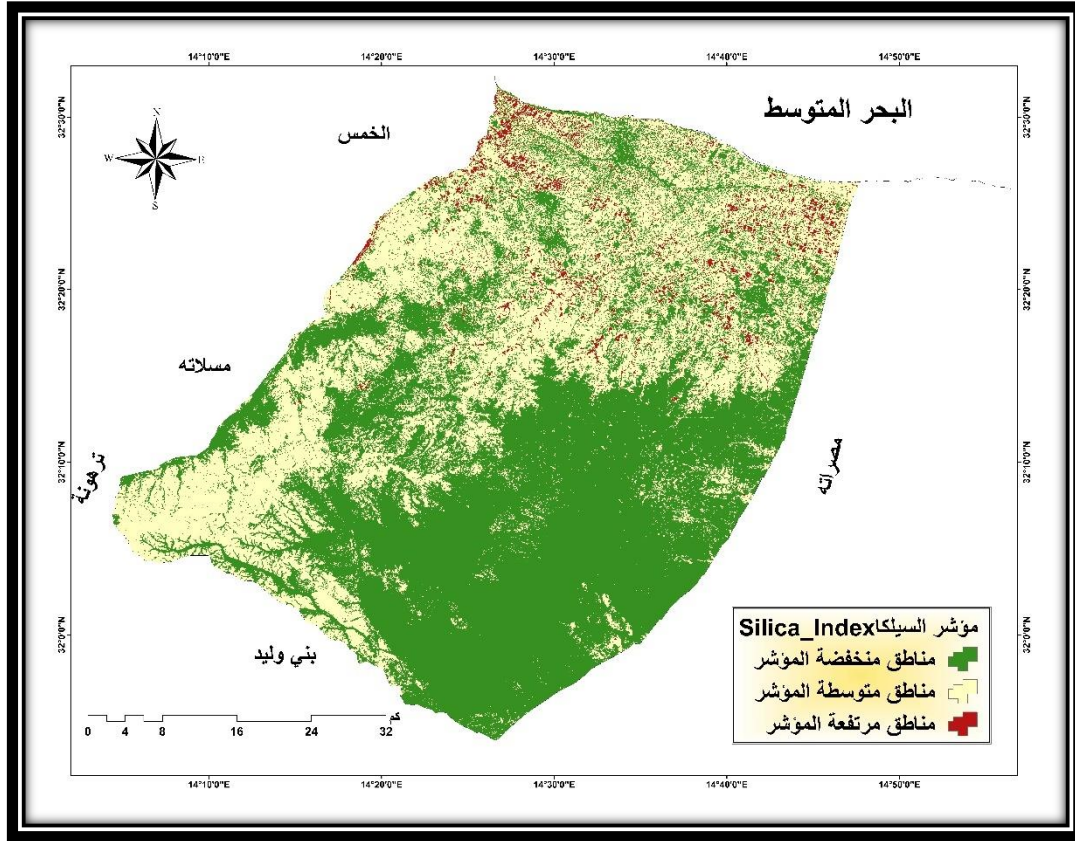 14°10'0"E 14°20'0"E 14°30'0"E 14°40'0"E 14°50'0"E
البحر المتوسط
الخمس
N
W E
S
32°30'0"N 32°30'0"N
32°20'0"N 32°20'0"N
مسلاته
ترهونة
مصراته
32°10'0"N 32°10'0"N
بني وليد
32°0'0"N 32°0'0"N
مؤشر السيلكا Silica_Index
مناطق منخفضة المؤشر
مناطق متوسطة المؤشر
مناطق مرتفعة المؤشر
كم
0 4 8 16 24 32
14°10'0"E 14°20'0"E 14°30'0"E 14°40'0"E 14°50'0"E